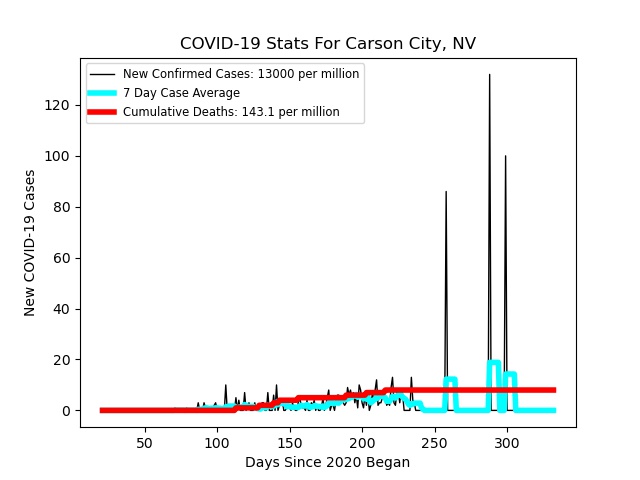 COVID-19 Stats For Carson City, NV
New Confirmed Cases: 13000 per million
7 Day Case Average
Cumulative Deaths: 143.1 per million
New COVID-19 Cases
120
100
80
60
40
20
0
50
100
150
200
250
300
Days Since 2020 Began